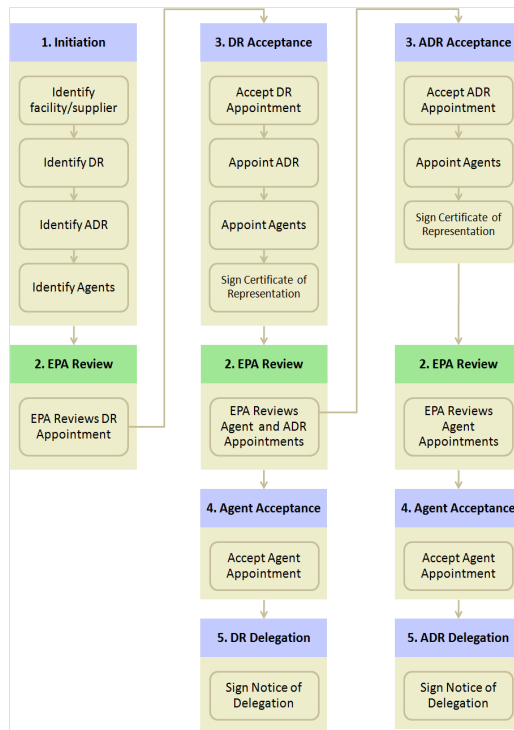 1. Initiation
Identify
facility/supplier
Identify DR
Identify ADR
Identify Agents
2. EPA Review
EPA Reviews DR
Appointment
3. DR Acceptance
Accept DR
Appointment
Appoint ADR
Appoint Agents
Sign Certificate of
Representation
2. EPA Review
EPA Reviews
Agent and ADR
Appointments
4. Agent Acceptance
Accept Agent
Appointment
5. DR Delegation
Sign Notice of
Delegation
3. ADR Acceptance
Accept ADR
Appointment
Appoint Agents
Sign Certificate of
Representation
2. EPA Review
EPA Reviews
Agent
Appointments
4. Agent Acceptance
Accept Agent
Appointment
5. ADR Delegation
Sign Notice of
Delegation